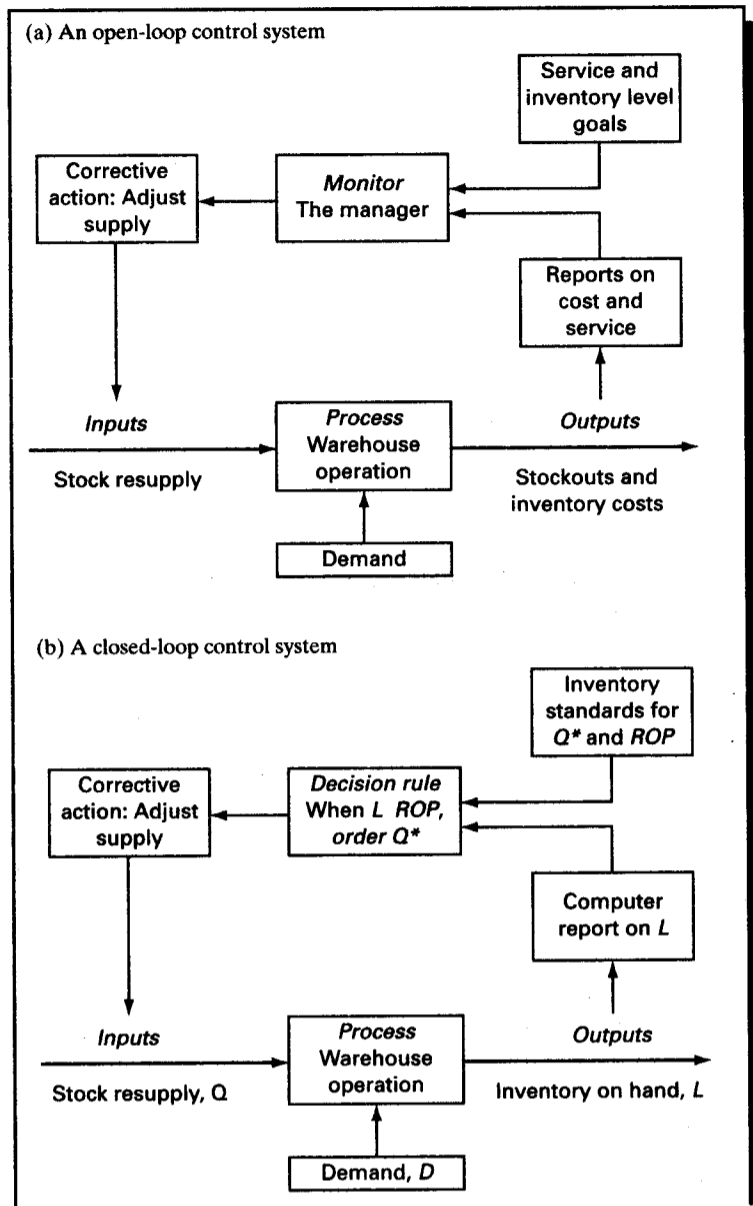 (a) An open-loop control system
Service and
inventory level
goals
Corrective
action: Adjust
supply
Monitor
The manager
Reports on
cost and
service
Inputs
Stock resupply
Process
Warehouse
operation
Outputs
Stockouts and
inventory costs
Demand
(b) A closed-loop control system
Inventory
standards for
Q* and ROP
Corrective
action: Adjust
supply
Decision rule
When L ROP,
order Q*
Computer
report on L
Inputs
Stock resupply, Q
Process
Warehouse
operation
Outputs
Inventory on hand, L
Demand, D